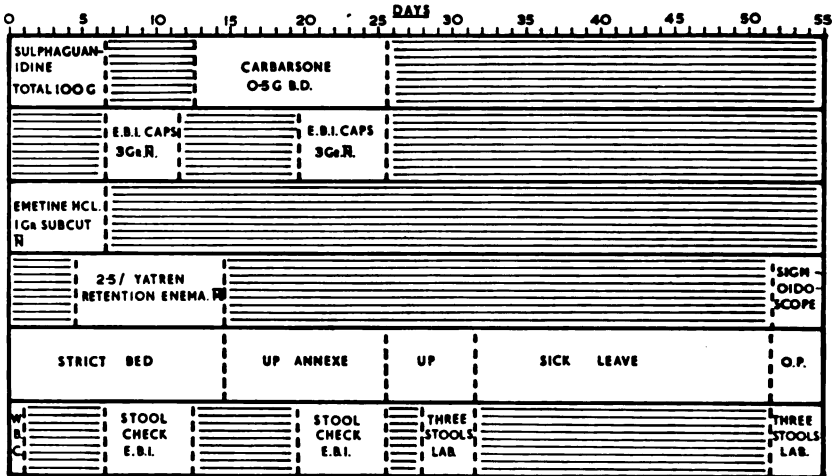 DAYS
0 5 10 15 20 25 30 35 40 45 50 55
SULPHAGUAN-
IDINE
TOTAL 100 G
CARBARSONE
0·5 G B.D.
E.B.I. CAPS
3 GR. N.
E.B.I. CAPS
3 GR. N.
EMETINE HCL.
1 GR SUBCUT
N
2·5/ YATREN
RETENTION ENEMA. N
SIGM-
OIDO-
SCOPE
STRICT BED
UP ANNEXE
UP
SICK LEAVE
O.P.
W
B
C
STOOL
CHECK
E.B.I.
STOOL
CHECK
E.B.I.
THREE
STOOLS
LAB.
THREE
STOOLS
LAB.